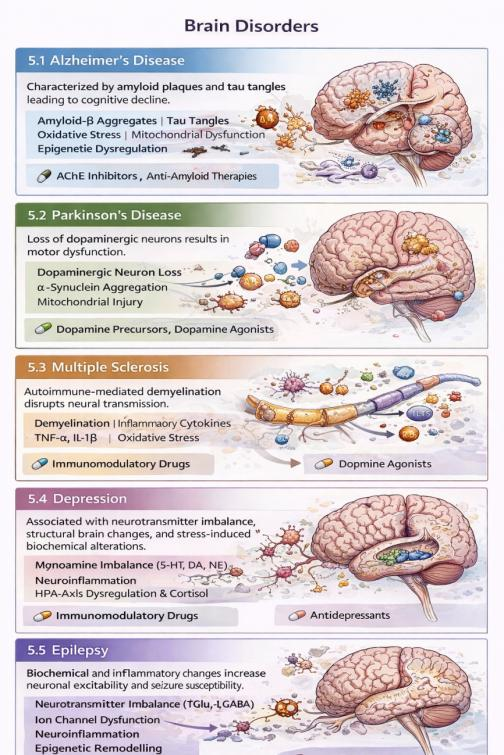 Brain Disorders
5.1 Alzheimer's Disease
Characterized by amyloid plaques and tau tangles
leading to cognitive decline.
Amyloid-β Aggregates | Tau Tangles
Oxidative Stress | Mitochondrial Dysfunction
Epigenetie Dysregulation
AChE Inhibitors, Anti-Amyloid Therapies
5.2 Parkinson's Disease
Loss of dopaminergic neurons results in
motor dysfunction.
Dopaminergic Neuron Loss
α-Synuclein Aggregation
Mitochondrial Injury
Dopamine Precursors, Dopamine Agonists
5.3 Multiple Sclerosis
Autoimmune-mediated demyelination
disrupts neural transmission.
Demyelination | Inflammaory Cytokines
TNF-α, IL-1β | Oxidative Stress
Immunomodulatory Drugs
Dopmine Agonists
5.4 Depression
Associated with neurotransmitter imbalance,
structural brain changes, and stress-induced
biochemical alterations.
Monoamine Imbalance (5-HT, DA, NE)
Neuroinflammation
HPA-Axls Dysregulation & Cortisol
Immunomodulatory Drugs
Antidepressants
5.5 Epilepsy
Biochemical and inflammatory changes increase
neuronal excitability and seizure susceptibility.
Neurotransmitter Imbalance (↑Glu,-↓GABA)
Ion Channel Dysfunction
Neuroinflammation
Epigenetic Remodelling